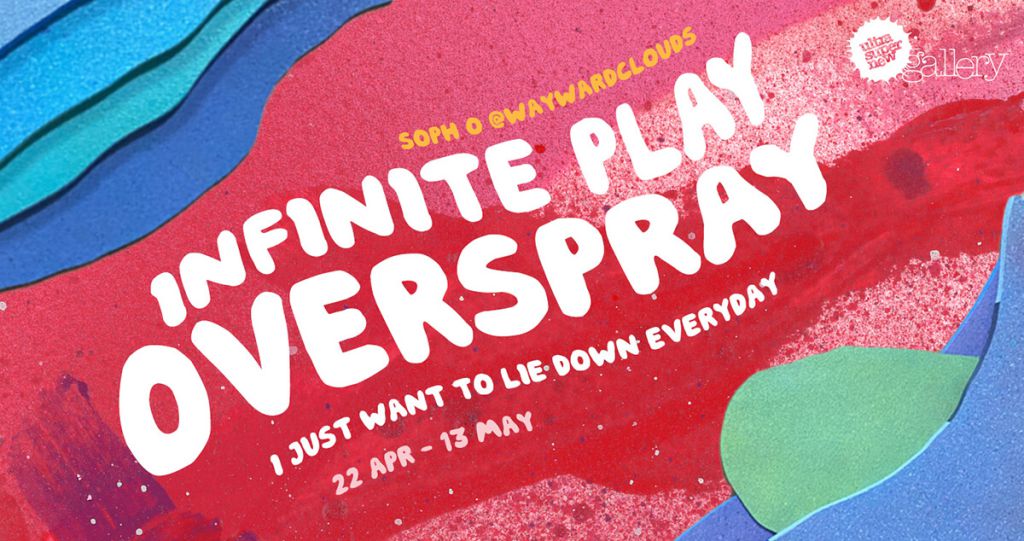 ultra
super
new
gallery
SOPH O @WAYWARDCLOUDS
INFINITE PLAY
OVERSPRAY
I JUST WANT TO LIE DOWN EVERYDAY
22 APR - 13 MAY